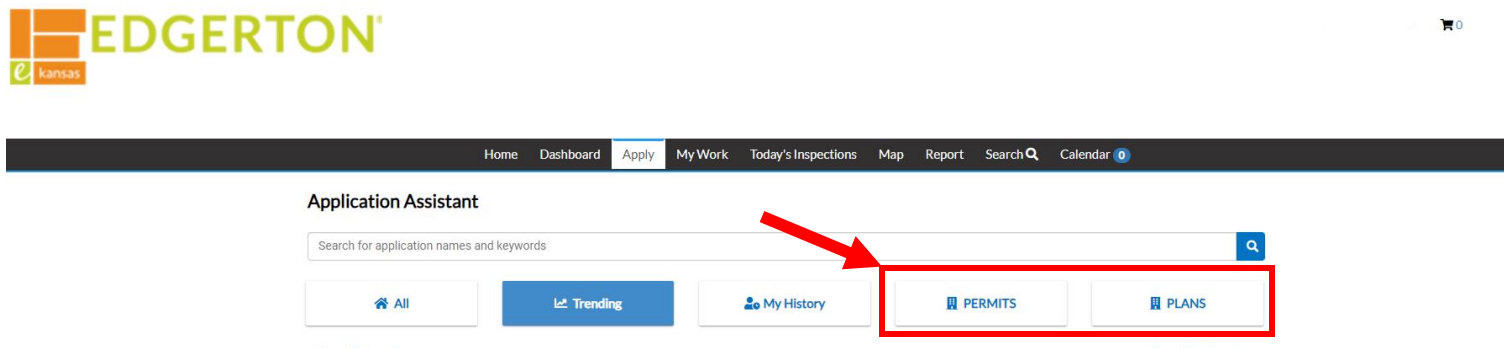 EDGERTON
e kansas
0
Home Dashboard Apply My Work Today's Inspections Map Report Search Calendar 0
Application Assistant
Search for application names and keywords
All Trending My History PERMITS PLANS